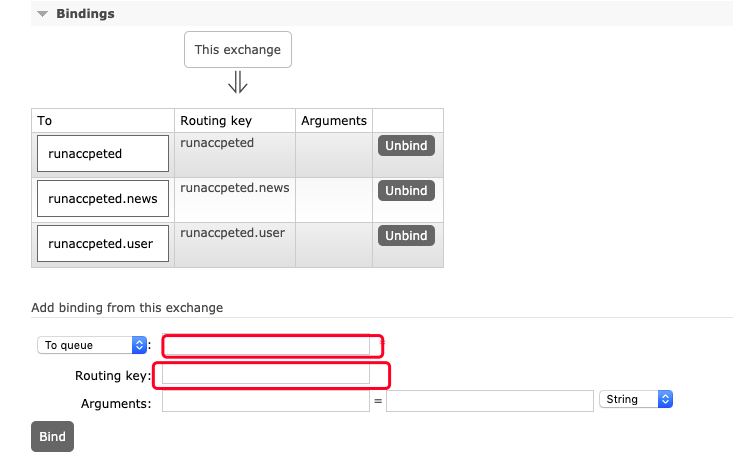 Bindings
This exchange
To Routing key Arguments
runaccpeted runaccpeted Unbind
runaccpeted.news runaccpeted.news Unbind
runaccpeted.user runaccpeted.user Unbind
Add binding from this exchange
To queue : *
Routing key:
Arguments: = String
Bind